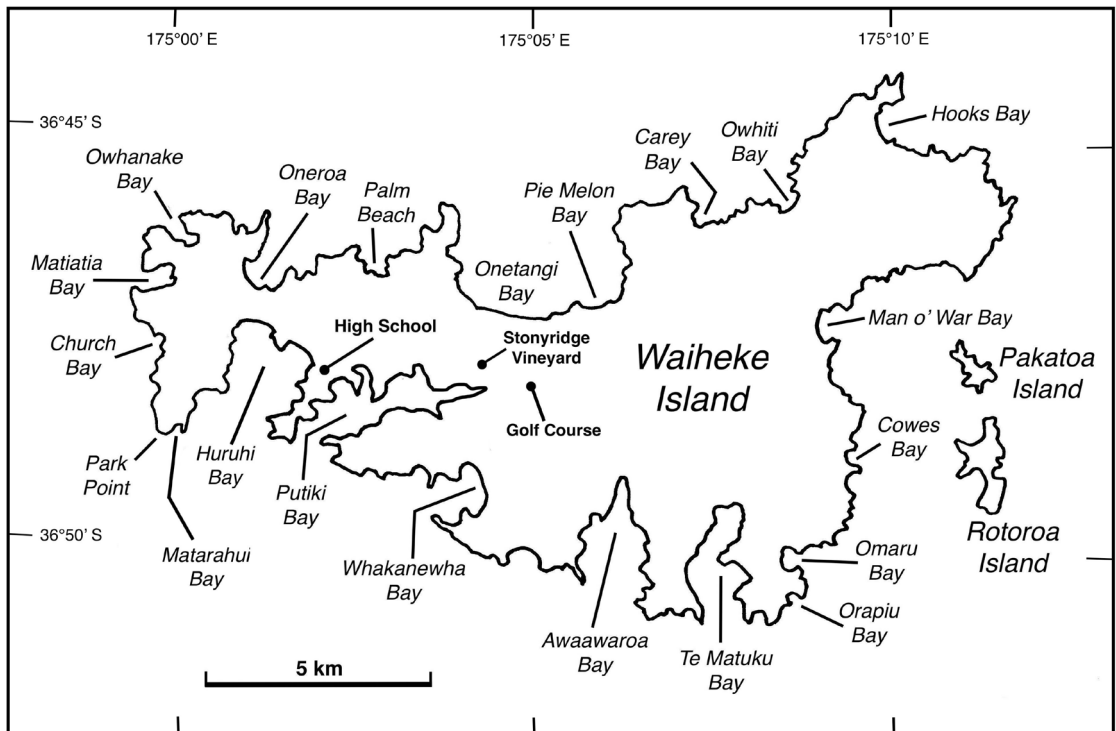 175°00' E
175°05' E
175°10' E
36°45' S
Hooks Bay
Owhiti
Bay
Carey
Bay
Owhanake
Bay
Oneroa
Bay
Palm
Beach
Pie Melon
Bay
Matiatia
Bay
Onetangi
Bay
Man o' War Bay
High School
Stonyridge
Vineyard
Church
Bay
Waiheke
Island
Pakatoa
Island
Golf Course
Cowes
Bay
Park
Point
Huruhi
Bay
Putiki
Bay
36°50' S
Rotoroa
Island
Matarahui
Bay
Whakanewha
Bay
Omaru
Bay
Orapiu
Bay
Awaawaroa
Bay
Te Matuku
Bay
5 km